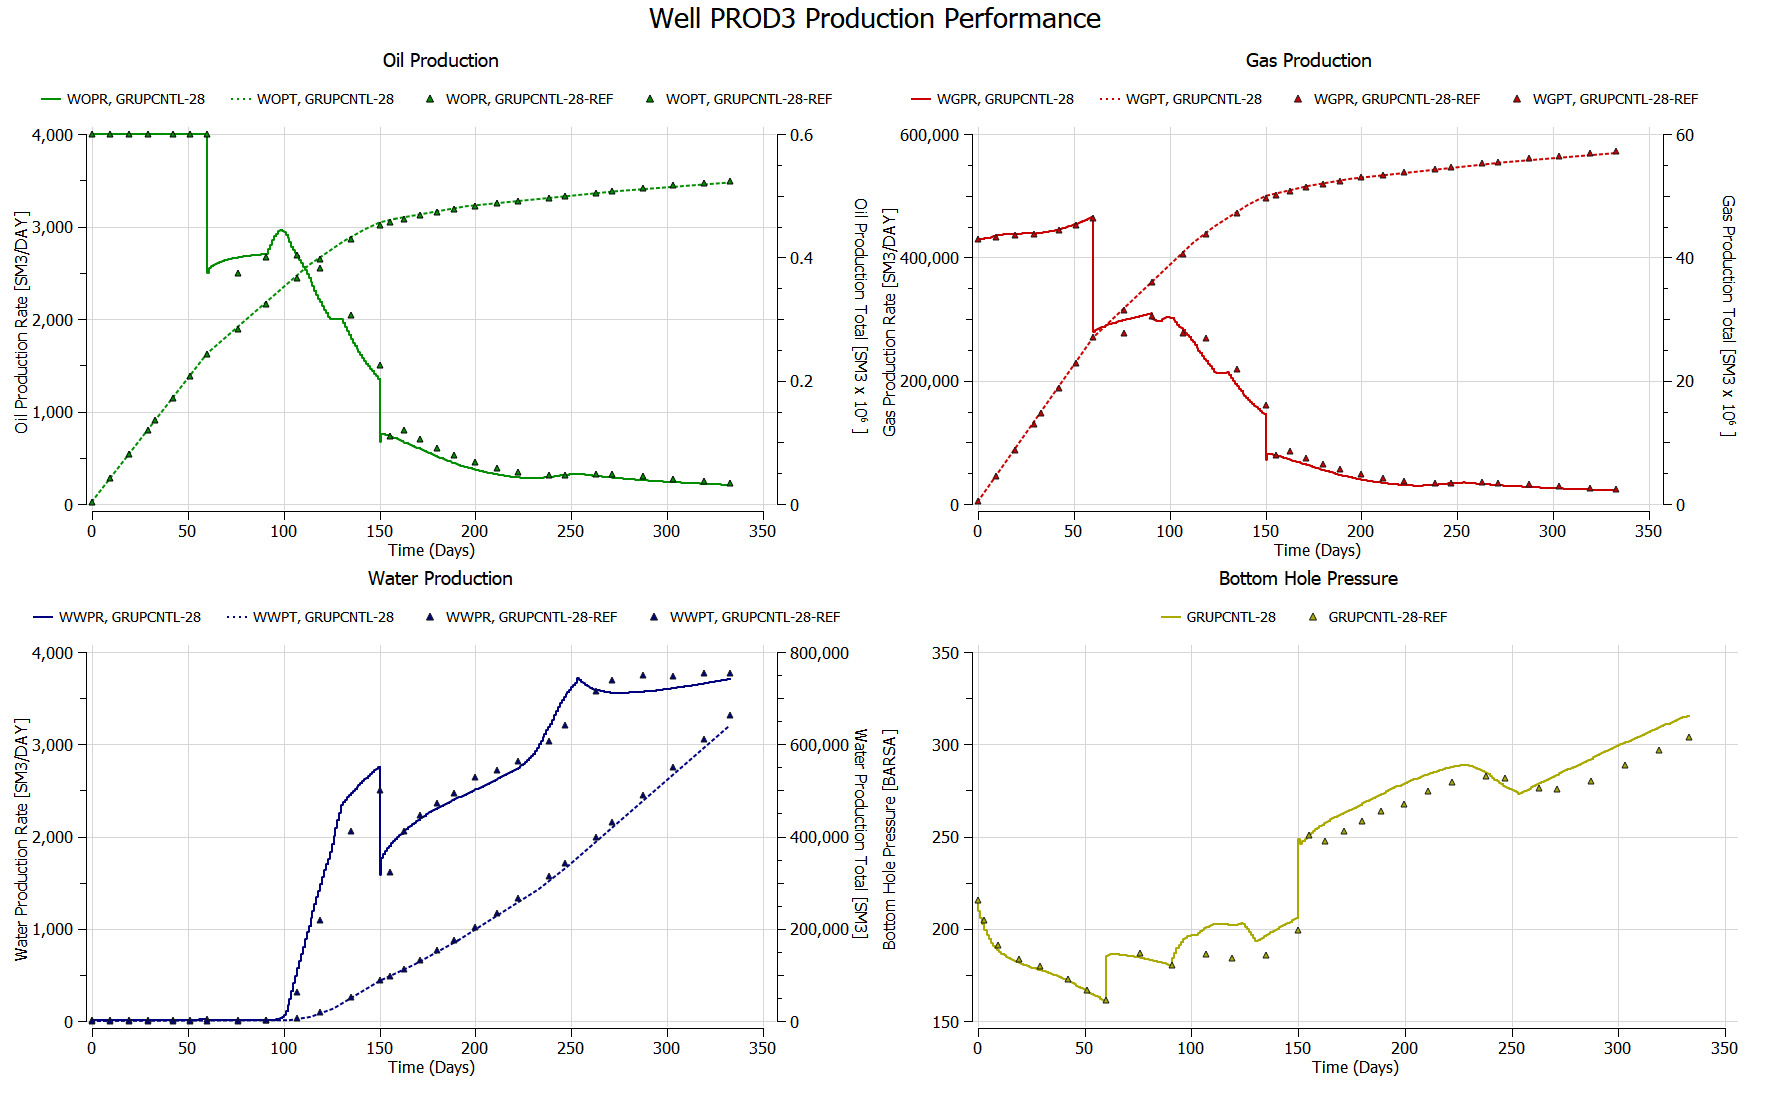 Well PROD3 Production Performance
Oil Production
WOPR, GRUPCNTL-28 WOPT, GRUPCNTL-28 WOPR, GRUPCNTL-28-REF WOPT, GRUPCNTL-28-REF
4,000
3,000
2,000
1,000
0
Oil Production Rate [SM3/DAY]
0.6
0.4
0.2
0
Oil Production Total [SM3 x 10⁶ ]
0 50 100 150 200 250 300 350
Time (Days)
Gas Production
WGPR, GRUPCNTL-28 WGPT, GRUPCNTL-28 WGPR, GRUPCNTL-28-REF WGPT, GRUPCNTL-28-REF
600,000
400,000
200,000
0
Gas Production Rate [SM3/DAY]
60
40
20
0
Gas Production Total [SM3 x 10⁶ ]
0 50 100 150 200 250 300 350
Time (Days)
Water Production
WWPR, GRUPCNTL-28 WWPT, GRUPCNTL-28 WWPR, GRUPCNTL-28-REF WWPT, GRUPCNTL-28-REF
4,000
3,000
2,000
1,000
0
Water Production Rate [SM3/DAY]
800,000
600,000
400,000
200,000
0
Water Production Total [SM3]
0 50 100 150 200 250 300 350
Time (Days)
Bottom Hole Pressure
GRUPCNTL-28 GRUPCNTL-28-REF
350
300
250
200
150
Bottom Hole Pressure [BARSA]
0 50 100 150 200 250 300 350
Time (Days)